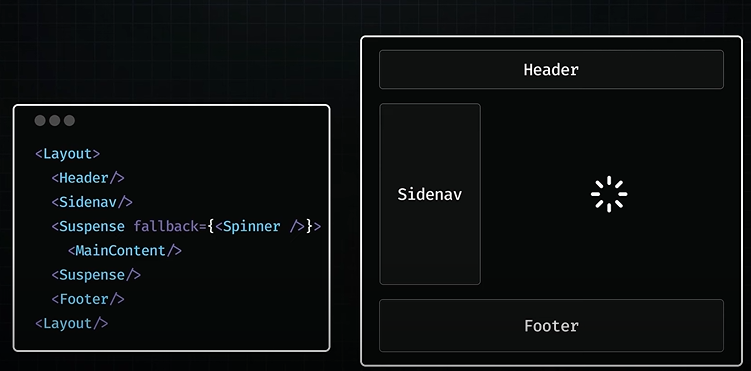 <Layout>
<Header/>
<Sidenav/>
<Suspense fallback={<Spinner />}>
<MainContent/>
<Suspense/>
<Footer/>
<Layout/>
Header
Sidenav
Footer